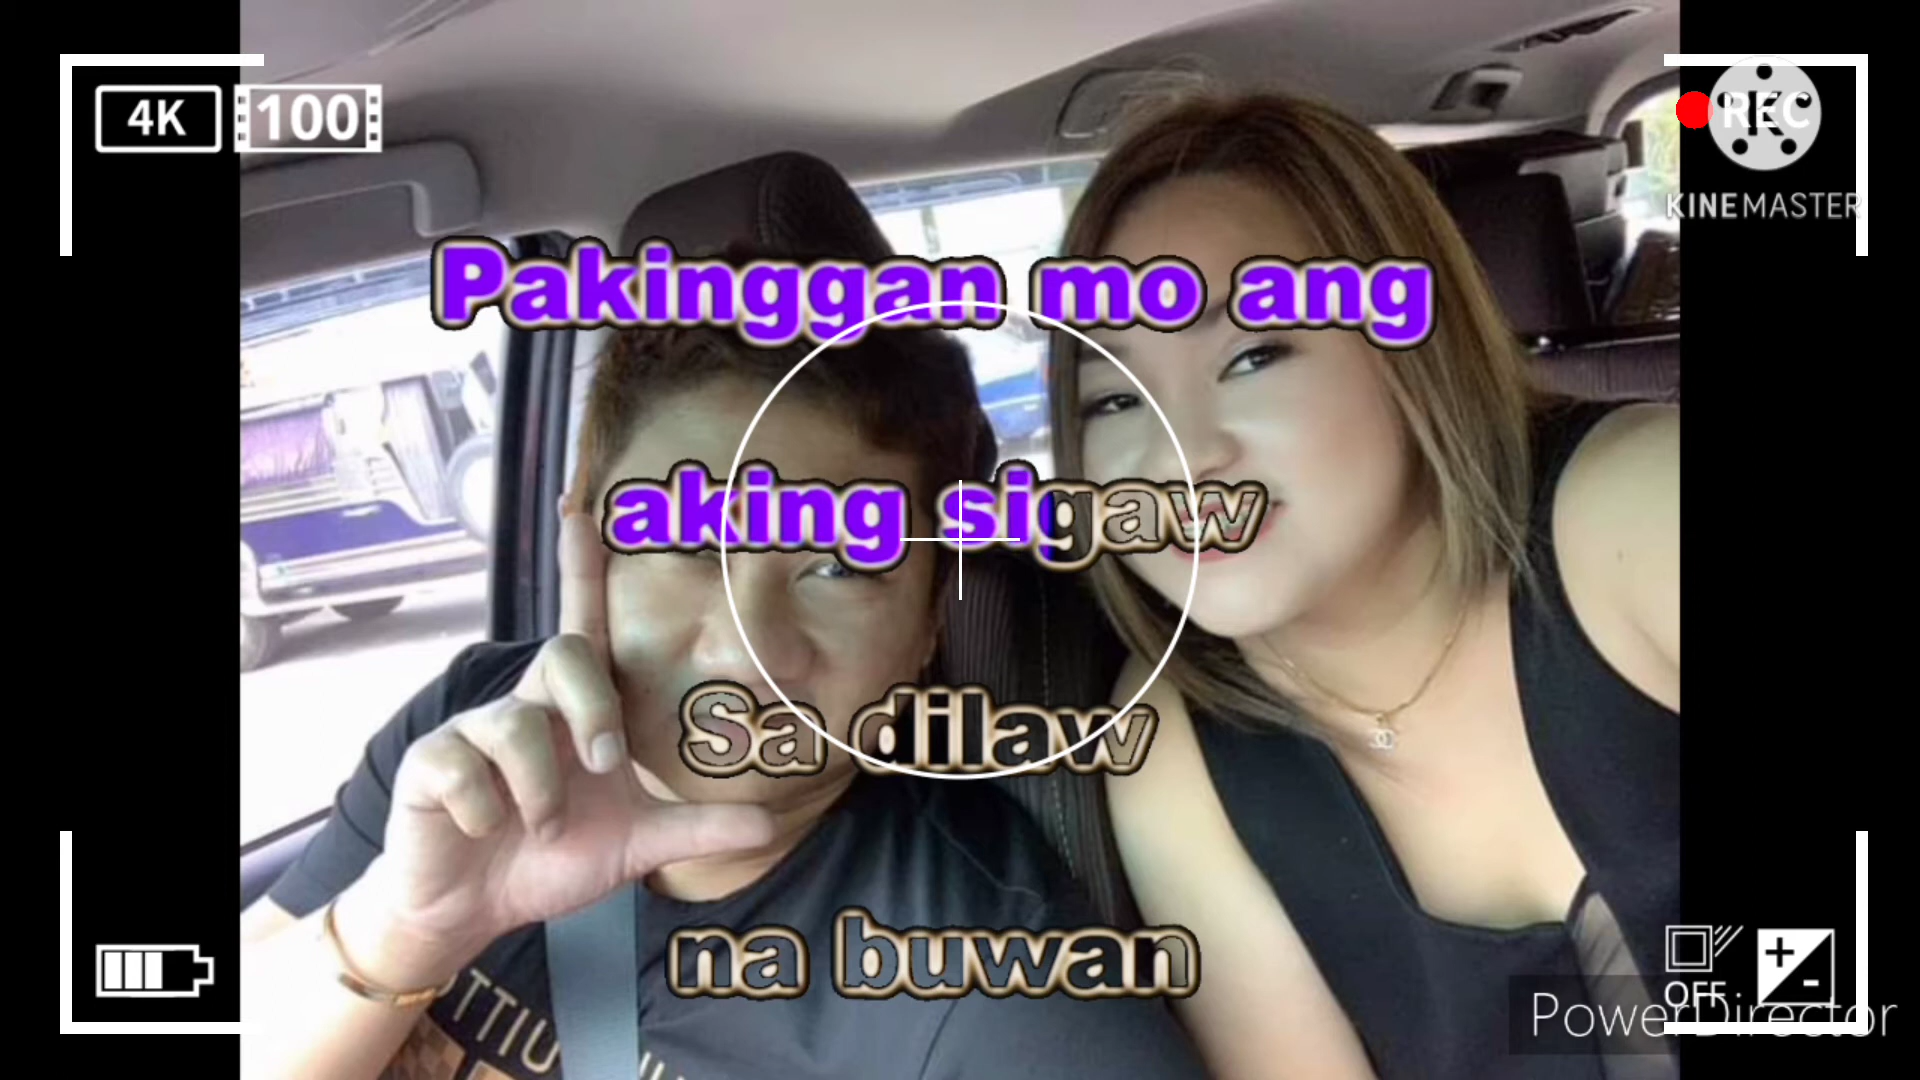 4K 100
REC
KINEMASTER
Pakinggan mo ang
aking sigaw
Sa dilaw
na buwan
OFF
PowerDirector